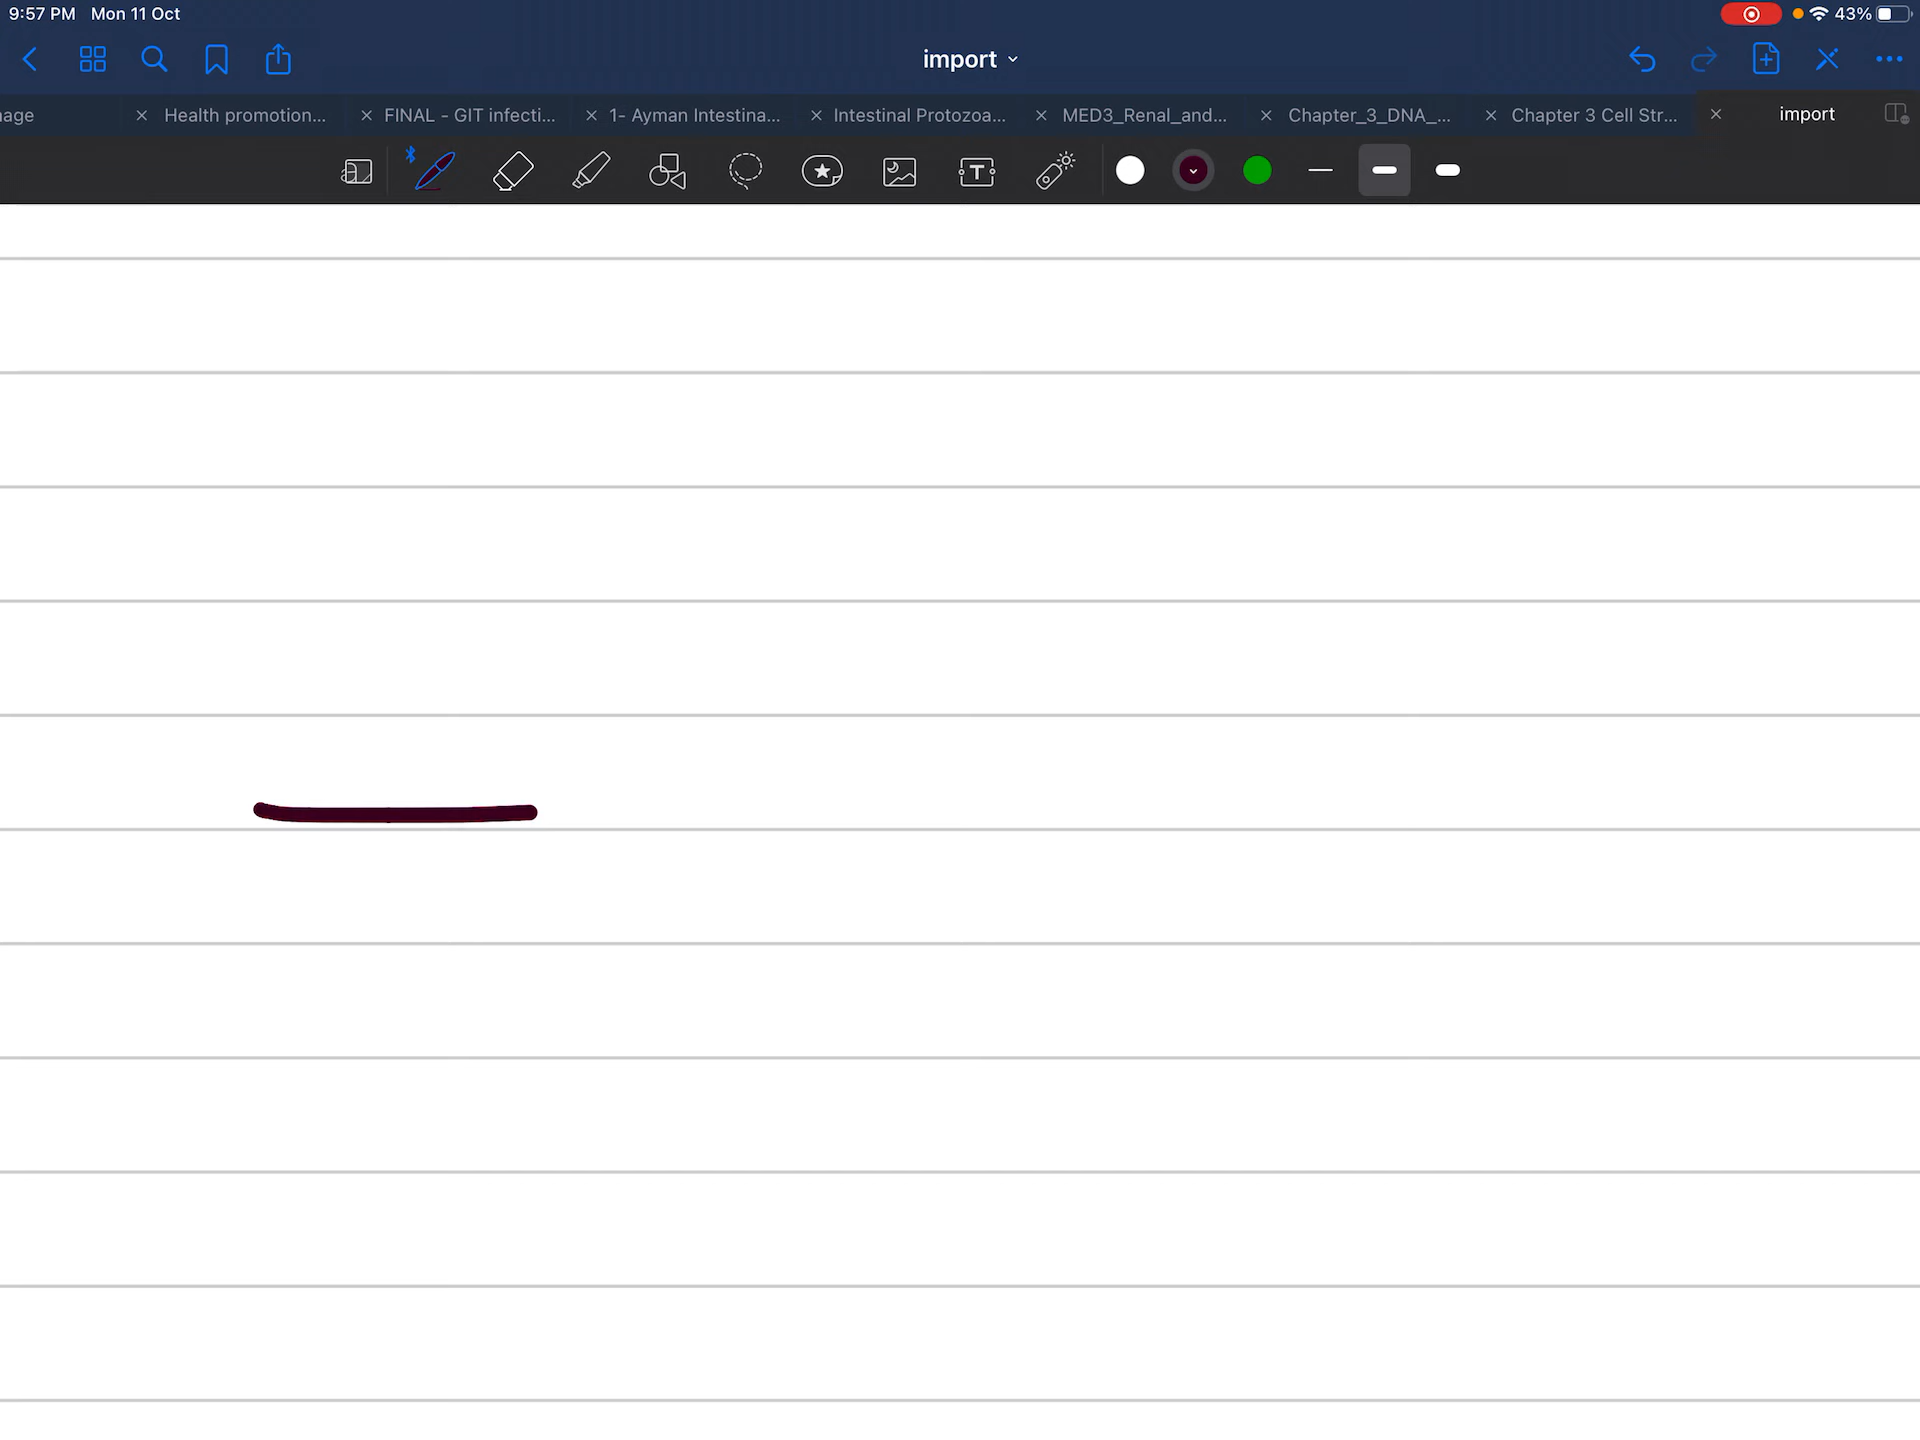 9:57 PM Mon 11 Oct 43%
import
nage Health promotion... FINAL - GIT infecti... 1- Ayman Intestina... Intestinal Protozoa... MED3_Renal_and... Chapter_3_DNA_... Chapter 3 Cell Str... import